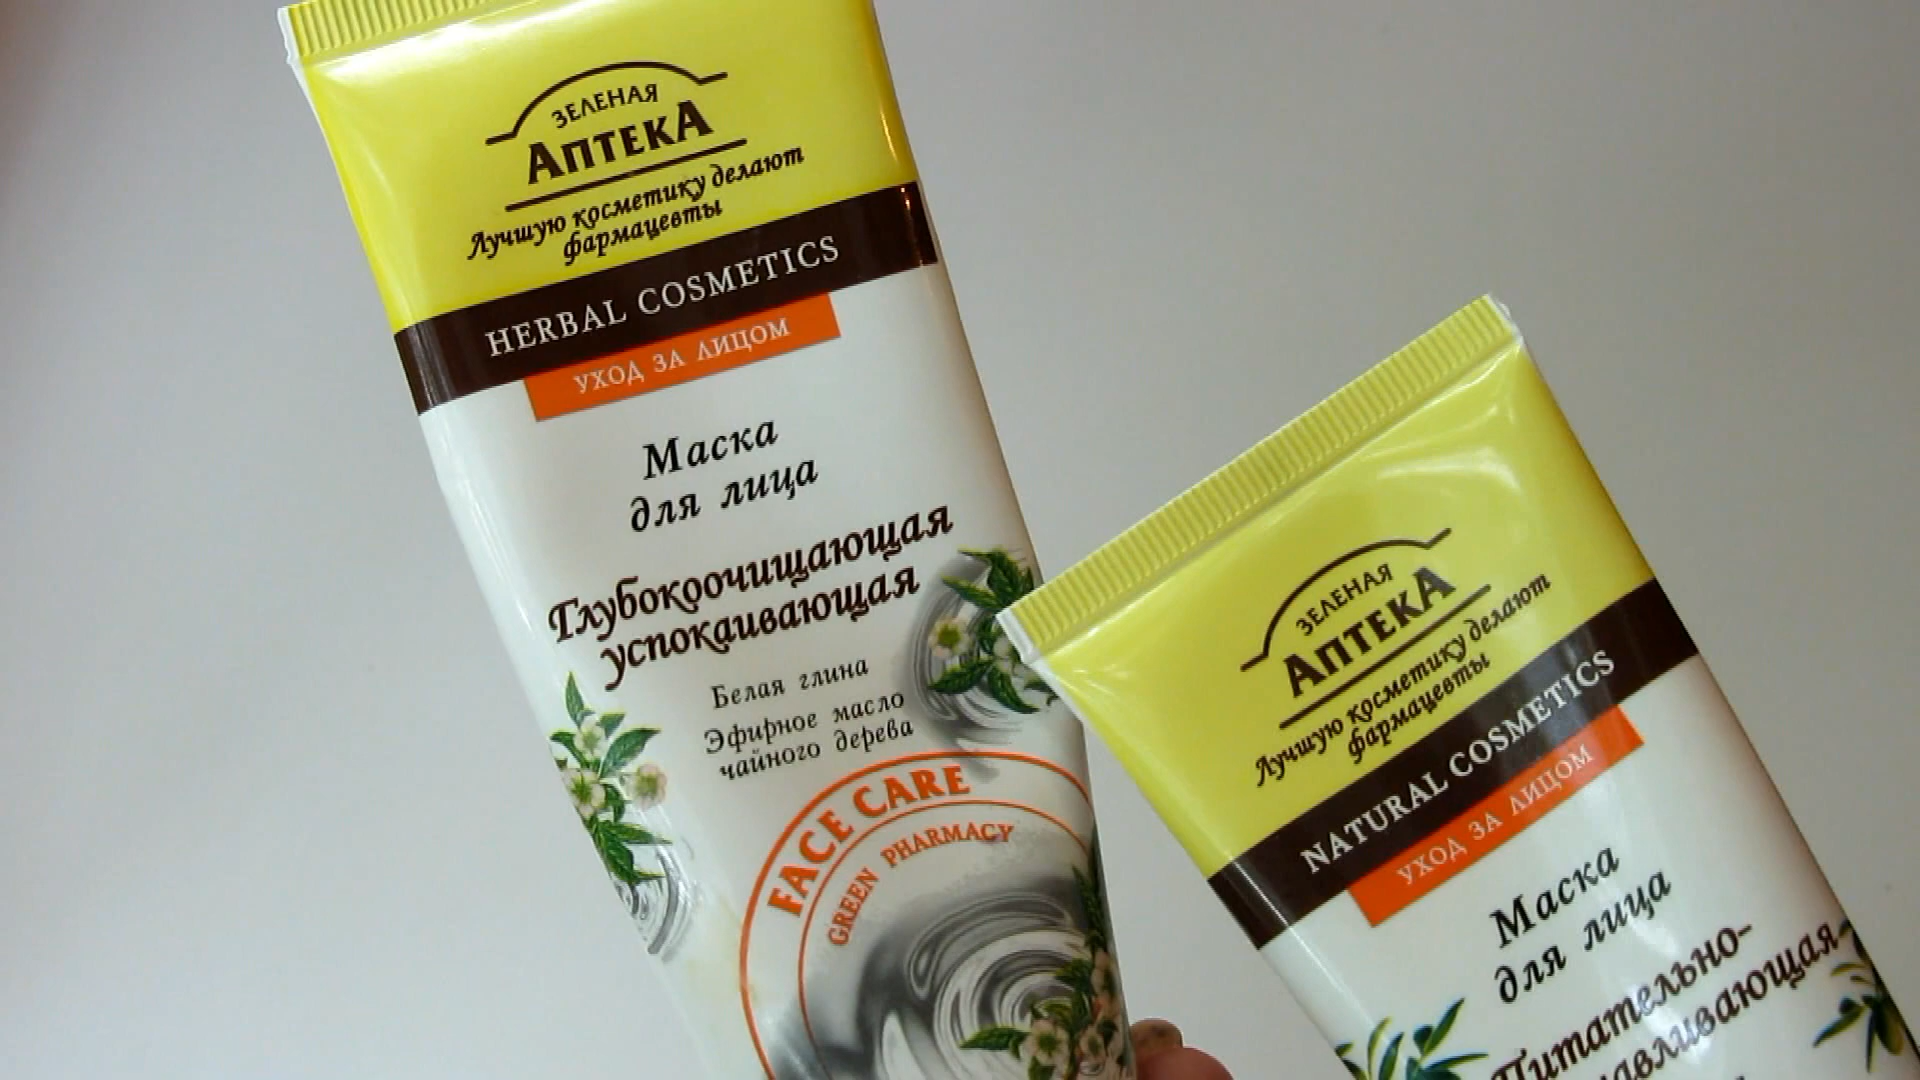 ЗЕЛЕНАЯ
АПТЕКА
Лучшую косметику делают
фармацевты
HERBAL COSMETICS
УХОД ЗА ЛИЦОМ
Маска
для лица
Глубокоочищающая
успокаивающая
Белая глина
Эфирное масло
чайного дерева
FACE CARE
GREEN PHARMACY
ЗЕЛЕНАЯ
АПТЕКА
Лучшую косметику делают
фармацевты
NATURAL COSMETICS
УХОД ЗА ЛИЦОМ
Маска
для лица
Питательно-